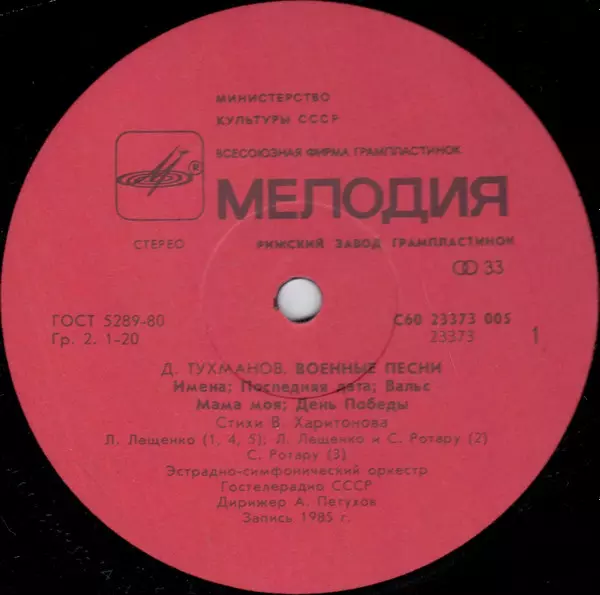 МИНИСТЕРСТВО
КУЛЬТУРЫ СССР
ВСЕСОЮЗНАЯ ФИРМА ГРАМПЛАСТИНОК
®
МЕЛОДИЯ
СТЕРЕО
РИЖСКИЙ ЗАВОД ГРАМПЛАСТИНОК
33
ГОСТ 5289-80
С60 23373 005
Гр. 2. 1-20
23373
1
Д. ТУХМАНОВ. ВОЕННЫЕ ПЕСНИ
Имена; Последняя дата; Вальс
Мама моя; День Победы
Стихи В. Харитонова
Л. Лещенко (1, 4, 5); Л. Лещенко и С. Ротару (2)
С. Ротару (3)
Эстрадно-симфонический оркестр
Гостелерадио СССР
Дирижер А. Петухов
Запись 1985 г.